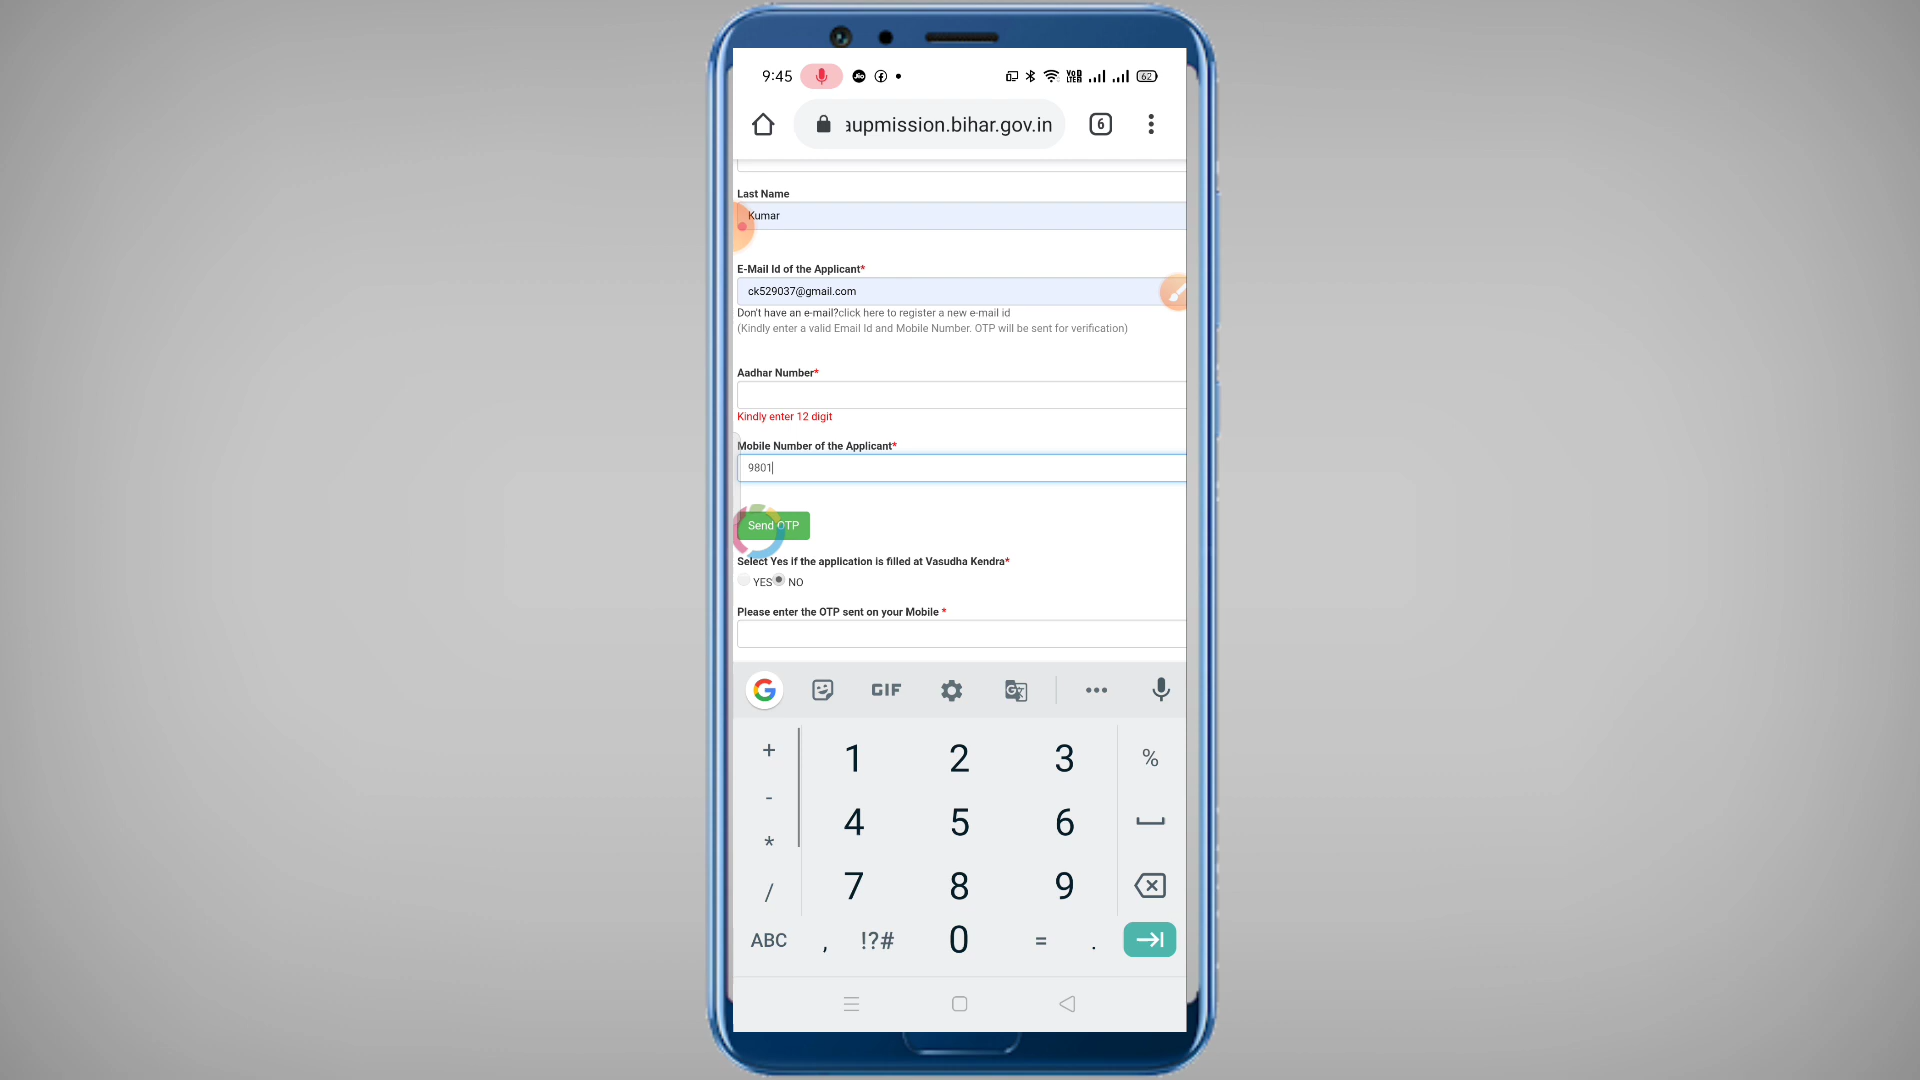 9:45
Jio
VoD
LTE
62
aupmission.bihar.gov.in
6
Last Name
Kumar
E-Mail Id of the Applicant*
ck529037@gmail.com
Don't have an e-mail?click here to register a new e-mail id
(Kindly enter a valid Email Id and Mobile Number. OTP will be sent for verification)
Aadhar Number*
Kindly enter 12 digit
Mobile Number of the Applicant*
9801
Send OTP
Select Yes if the application is filled at Vasudha Kendra*
YES NO
Please enter the OTP sent on your Mobile *
G GIF
+ 1 2 3 %
- 4 5 6
*
7 8 9
/
ABC , !?# 0 = .